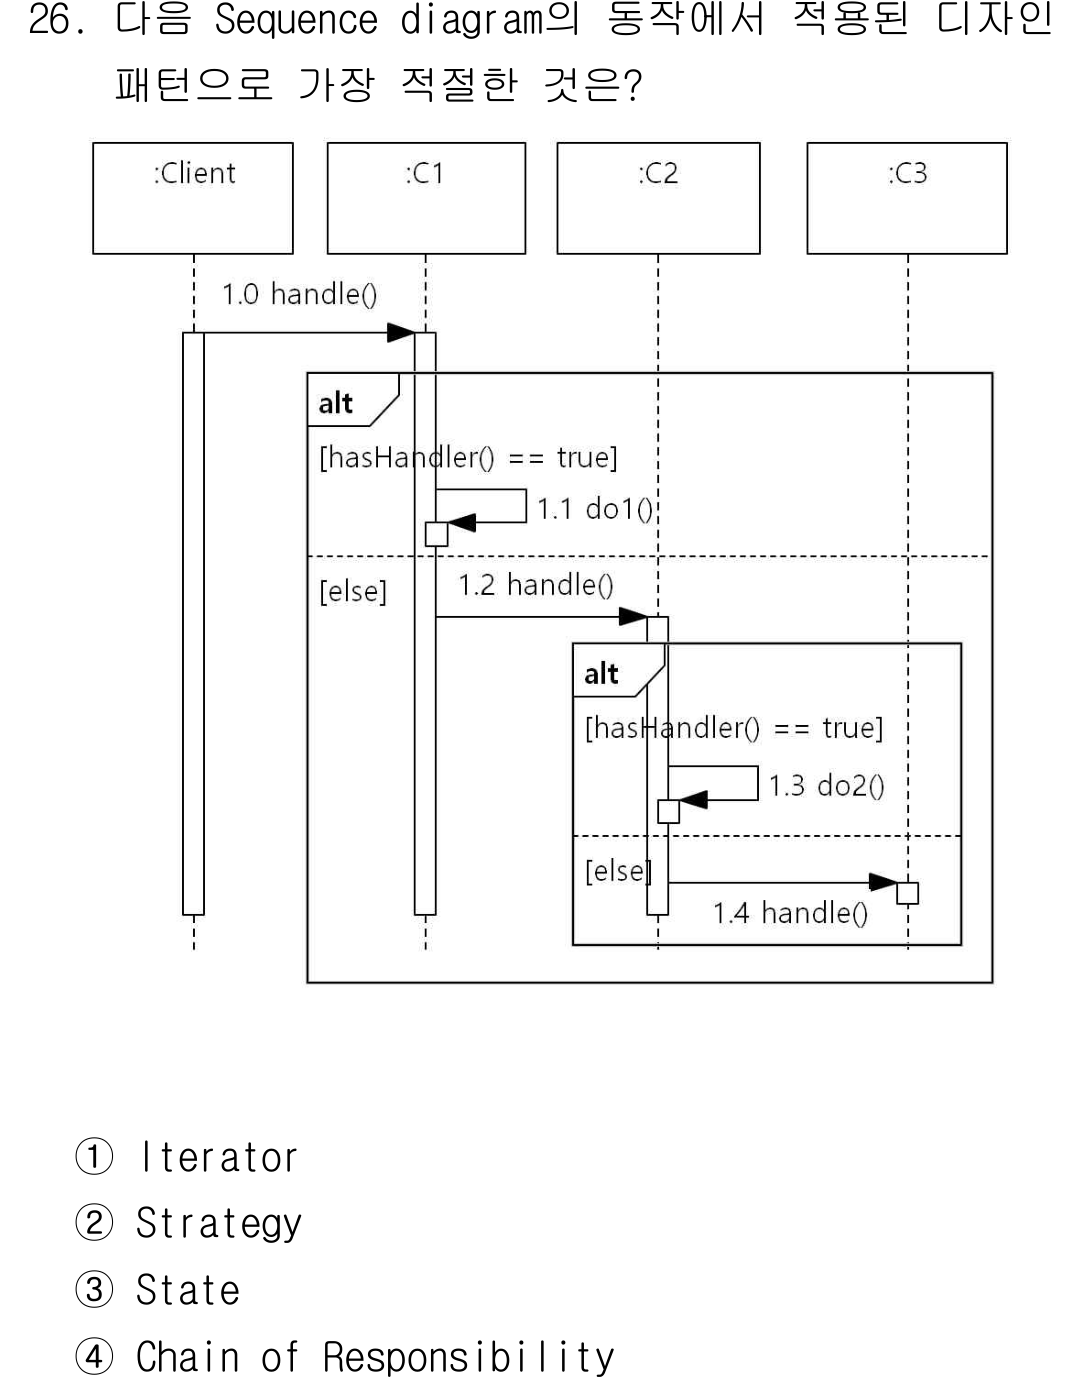 26. 다음 Sequence diagram의 동작에서 적용된 디자인
패턴으로 가장 적절한 것은?
:Client :C1 :C2 :C3
1.0 handle()
alt
[hasHandler() == true]
1.1 do1()
[else] 1.2 handle()
alt
[hasHandler() == true]
1.3 do2()
[else]
1.4 handle()
① Iterator
② Strategy
③ State
④ Chain of Responsibility